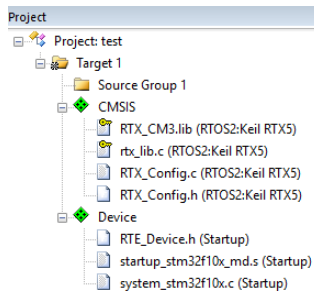 Project
Project: test
Target 1
Source Group 1
CMSIS
RTX_CM3.lib (RTOS2:Keil RTX5)
rtx_lib.c (RTOS2:Keil RTX5)
RTX_Config.c (RTOS2:Keil RTX5)
RTX_Config.h (RTOS2:Keil RTX5)
Device
RTE_Device.h (Startup)
startup_stm32f10x_md.s (Startup)
system_stm32f10x.c (Startup)